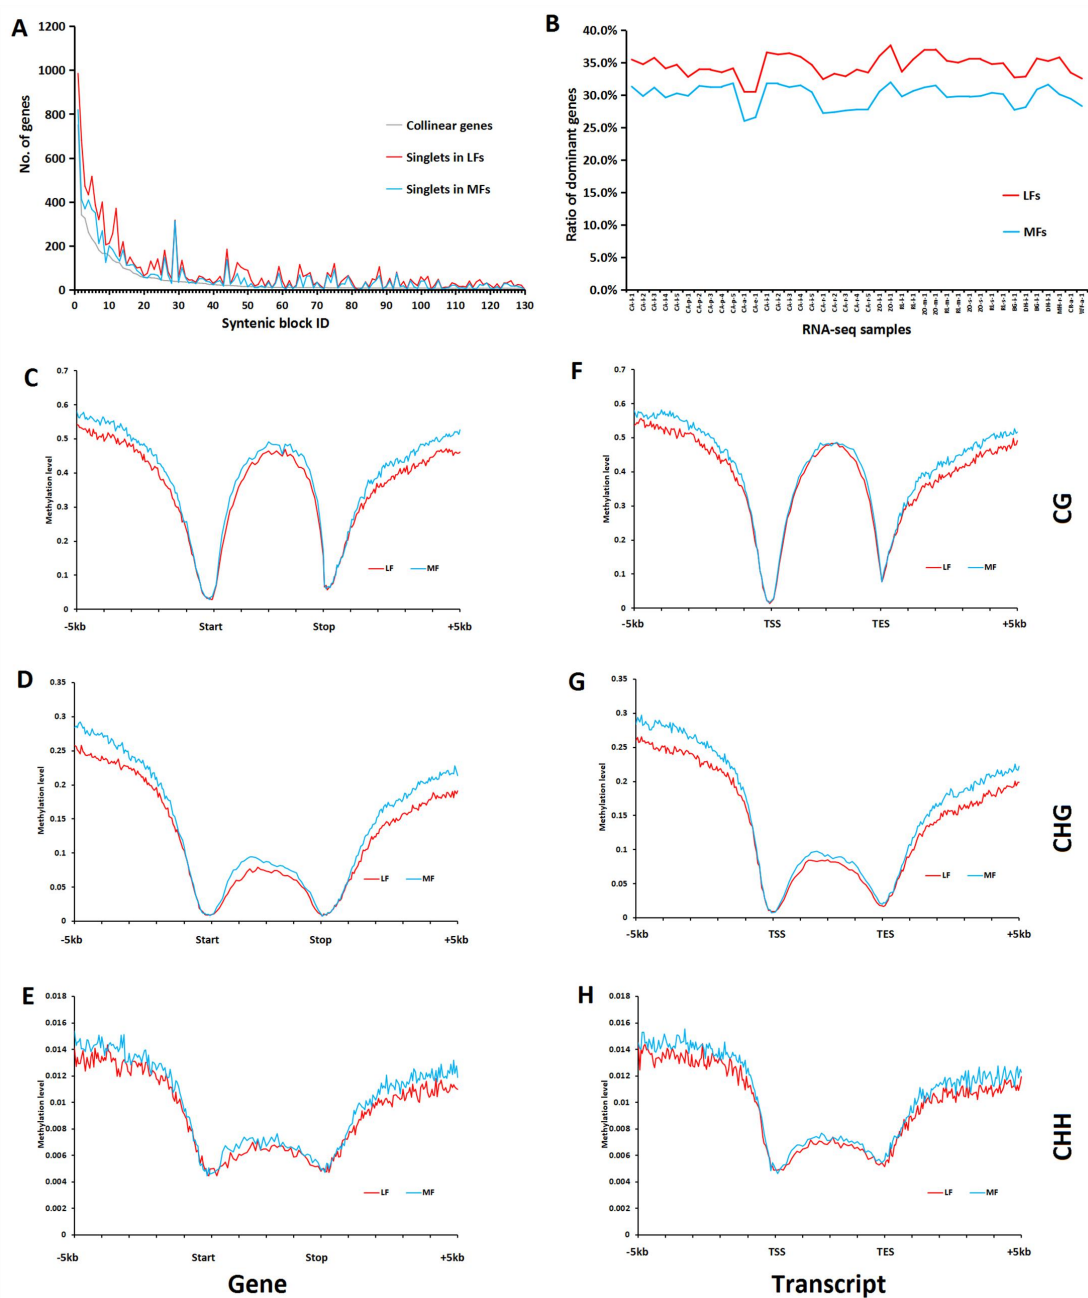 A
1200
1000
800
600
400
200
0
No. of genes
Collinear genes
Singlets in LFs
Singlets in MFs
0 10 20 30 40 50 60 70 80 90 100 110 120 130
Syntenic block ID
B
40.0%
35.0%
30.0%
25.0%
20.0%
15.0%
10.0%
5.0%
0.0%
Ratio of dominant genes
LFs
MFs
RNA-seq samples
C
0.7
0.6
0.5
0.4
0.3
0.2
0.1
0
Methylation level
LF MF
-5kb Start Stop +5kb
F
0.7
0.6
0.5
0.4
0.3
0.2
0.1
0
Methylation level
LF MF
-5kb TSS TES +5kb
CG
D
0.35
0.3
0.25
0.2
0.15
0.1
0.05
0
Methylation level
LF MF
-5kb Start Stop +5kb
G
0.35
0.3
0.25
0.2
0.15
0.1
0.05
0
Methylation level
LF MF
-5kb TSS TES +5kb
CHG
E
0.018
0.016
0.014
0.012
0.01
0.008
0.006
0.004
0.002
0
Methylation level
LF MF
-5kb Start Stop +5kb
Gene
H
0.018
0.016
0.014
0.012
0.01
0.008
0.006
0.004
0.002
0
Methylation level
LF MF
-5kb TSS TES +5kb
Transcript
CHH